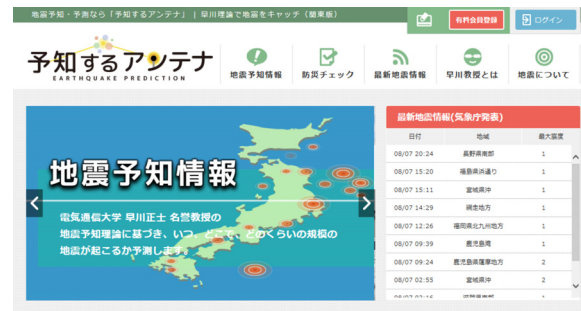 地震予知・予測なら「予知するアンテナ」 | 早川理論で地震をキャッチ (関東版)
有料会員登録
ログイン
予知するアンテナ
EARTHQUAKE PREDICTION
地震予知情報
防災チェック
最新地震情報
早川教授とは
地震について
地震予知情報
電気通信大学 早川正士 名誉教授の
地震予知理論に基づき、いつ、どこで、どのくらいの規模の
地震が起こるか予測します。
最新地震情報(気象庁発表)
日付 地域 最大震度
08/07 20:24 長野県南部 1
08/07 15:20 福島県浜通り 1
08/07 15:11 宮城県沖 1
08/07 14:29 網走地方 1
08/07 12:26 福岡県北九州地方 1
08/07 09:39 鹿児島湾 1
08/07 09:24 鹿児島県薩摩地方 2
08/07 02:55 宮城県沖 2